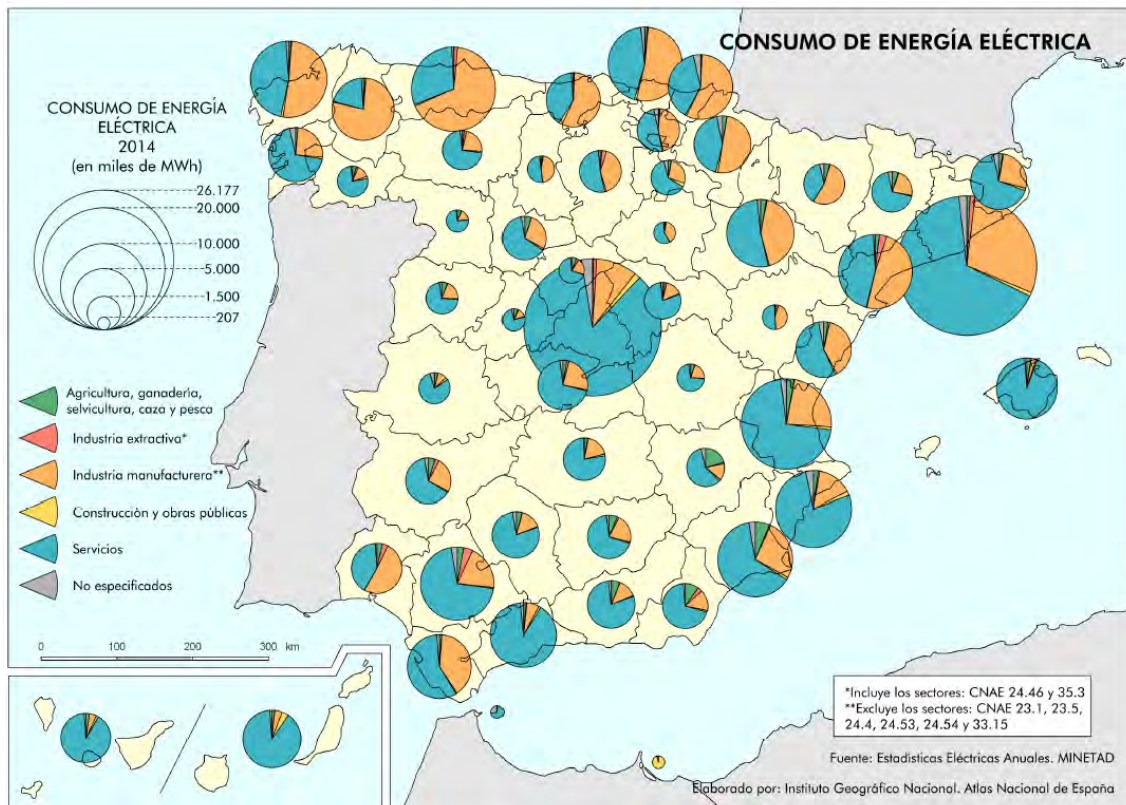 CONSUMO DE ENERGÍA ELÉCTRICA
CONSUMO DE ENERGÍA
ELÉCTRICA
2014
(en miles de MWh)
26.177
20.000
10.000
5.000
1.500
207
Agricultura, ganadería,
selvicultura, caza y pesca
Industria extractiva*
Industria manufacturera**
Construcción y obras públicas
Servicios
No especificados
0 100 200 300 km
*Incluye los sectores: CNAE 24.46 y 35.3
**Excluye los sectores: CNAE 23.1, 23.5,
24.4, 24.53, 24.54 y 33.15
Fuente: Estadísticas Eléctricas Anuales. MINETAD
Elaborado por: Instituto Geográfico Nacional. Atlas Nacional de España